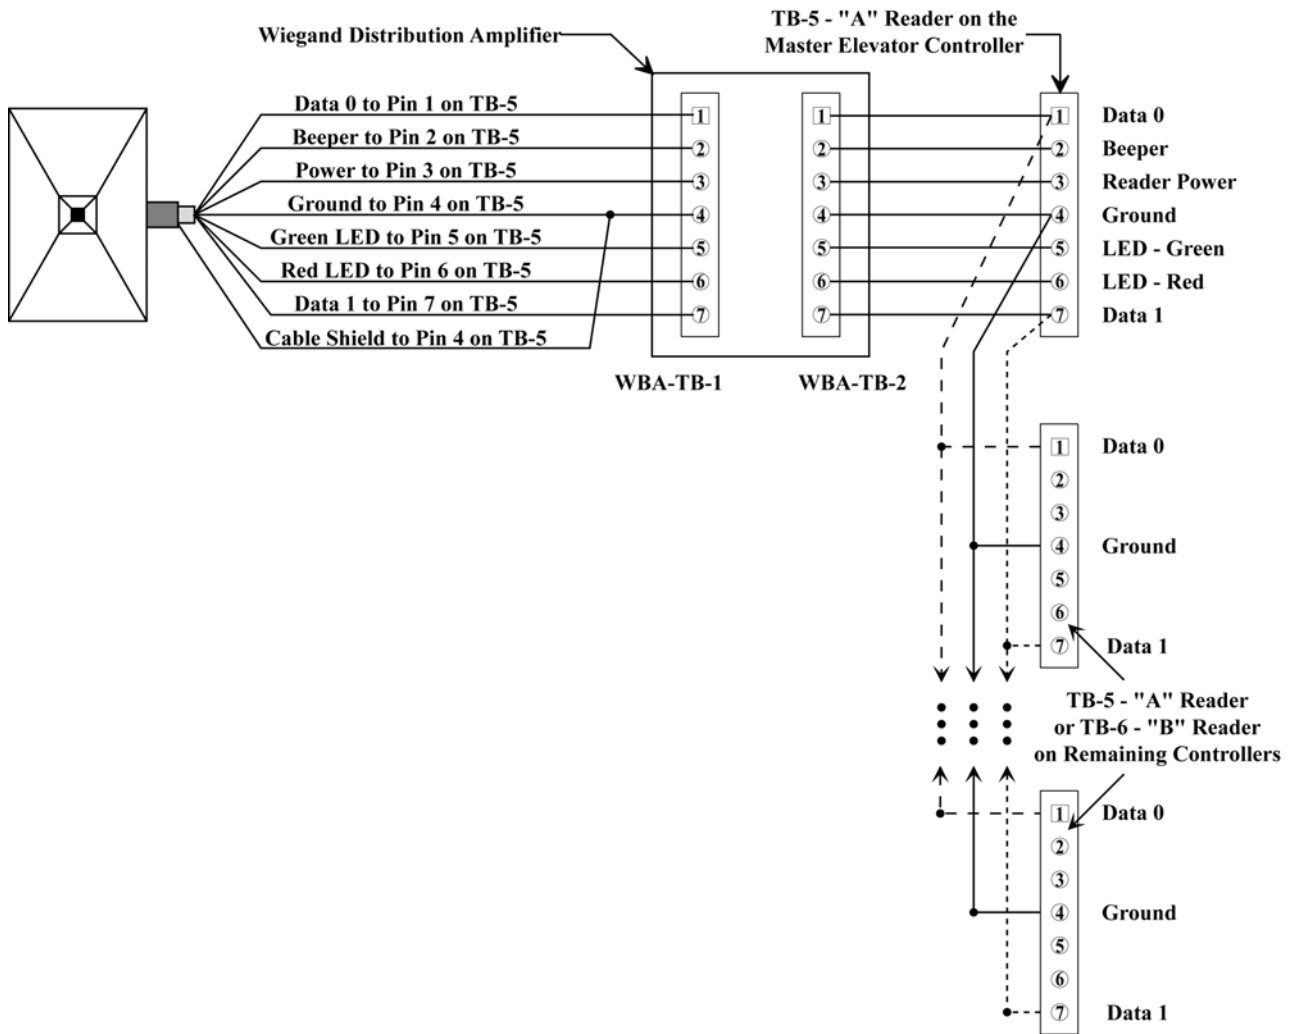 TB-5 - "A" Reader on the
Master Elevator Controller
Wiegand Distribution Amplifier
Data 0 to Pin 1 on TB-5
Beeper to Pin 2 on TB-5
Power to Pin 3 on TB-5
Ground to Pin 4 on TB-5
Green LED to Pin 5 on TB-5
Red LED to Pin 6 on TB-5
Data 1 to Pin 7 on TB-5
Cable Shield to Pin 4 on TB-5
1
2
3
4
5
6
7
WBA-TB-1
1
2
3
4
5
6
7
WBA-TB-2
1 Data 0
2 Beeper
3 Reader Power
4 Ground
5 LED - Green
6 LED - Red
7 Data 1
1 Data 0
2
3
4 Ground
5
6
7 Data 1
TB-5 - "A" Reader
or TB-6 - "B" Reader
on Remaining Controllers
1 Data 0
2
3
4 Ground
5
6
7 Data 1